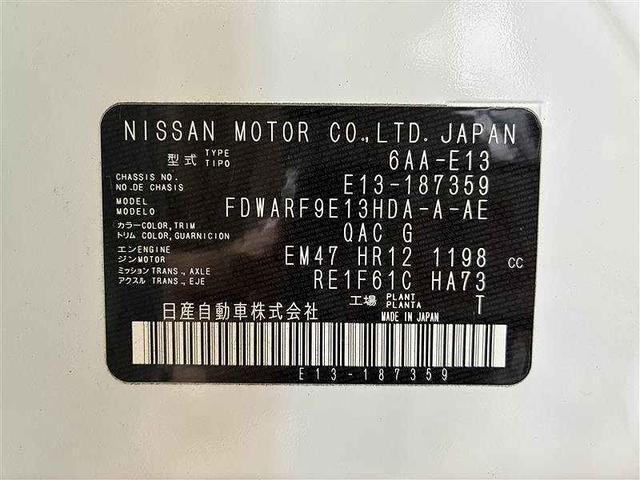 NISSAN MOTOR CO.,LTD. JAPAN
型式 TYPE TIPO 6AA-E13
CHASSIS NO. NO.DE CHASIS E13-187359
MODEL MODELO FDWARF9E13HDA-A-AE
カラー COLOR, TRIM トリム COLOR, GUARNICION QAC G
エンジン ENGINE MOTOR EM47 HR12 1198 CC
ミッション TRANS., AXLE アクスル TRANS., EJE RE1F61C HA73
工場 PLANT PLANTA T
日産自動車株式会社 MADE IN JAPAN
E13-187359